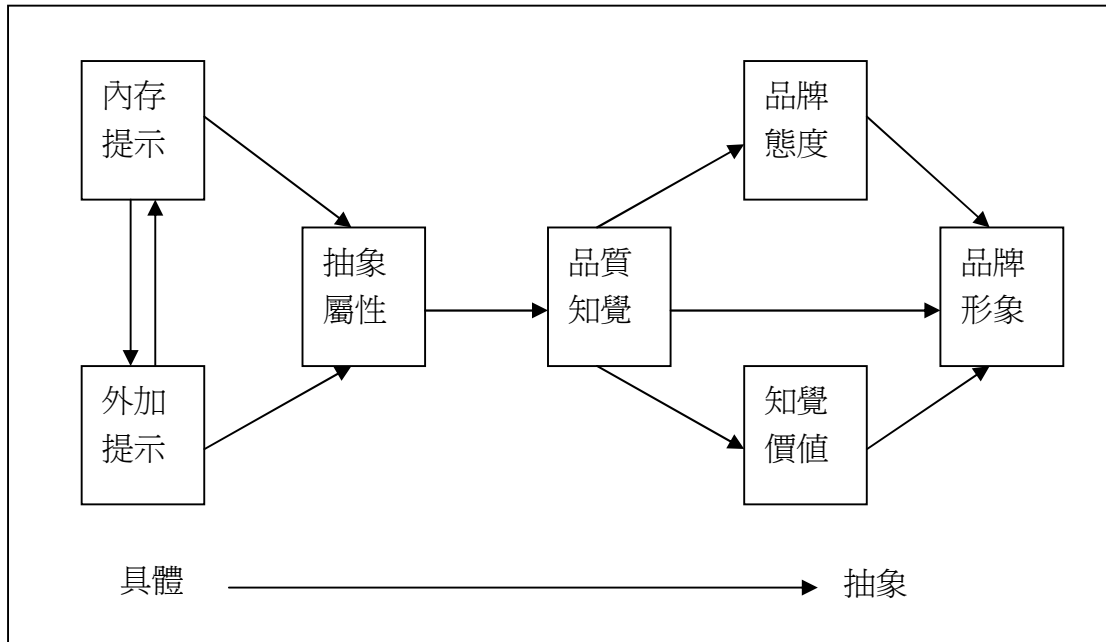 內存
提示
品牌
態度
抽象
屬性
品質
知覺
品牌
形象
外加
提示
知覺
價值
具體
抽象